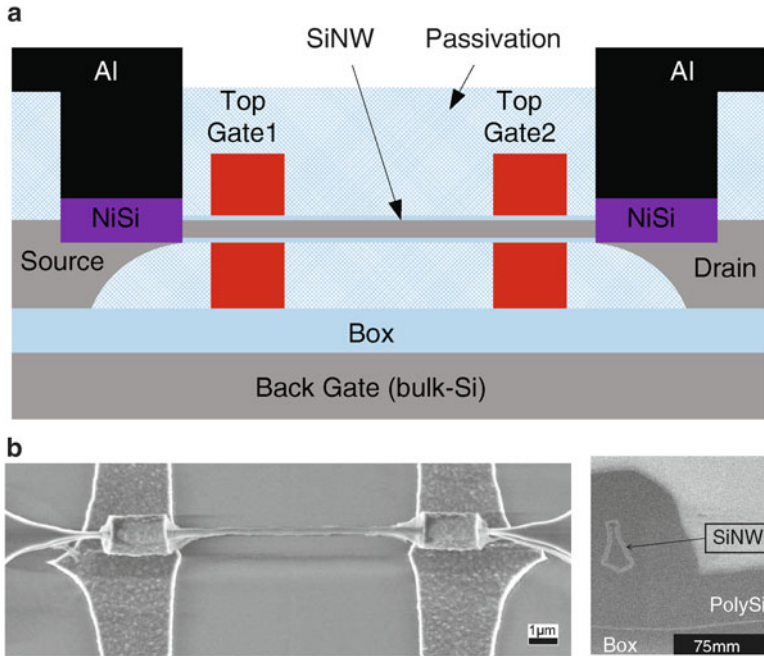 a
SiNW
Passivation
Al
Al
Top
Gate1
Top
Gate2
NiSi
NiSi
Source
Drain
Box
Back Gate (bulk-Si)
b
1µm
SiNW
PolySi
Box
75mm